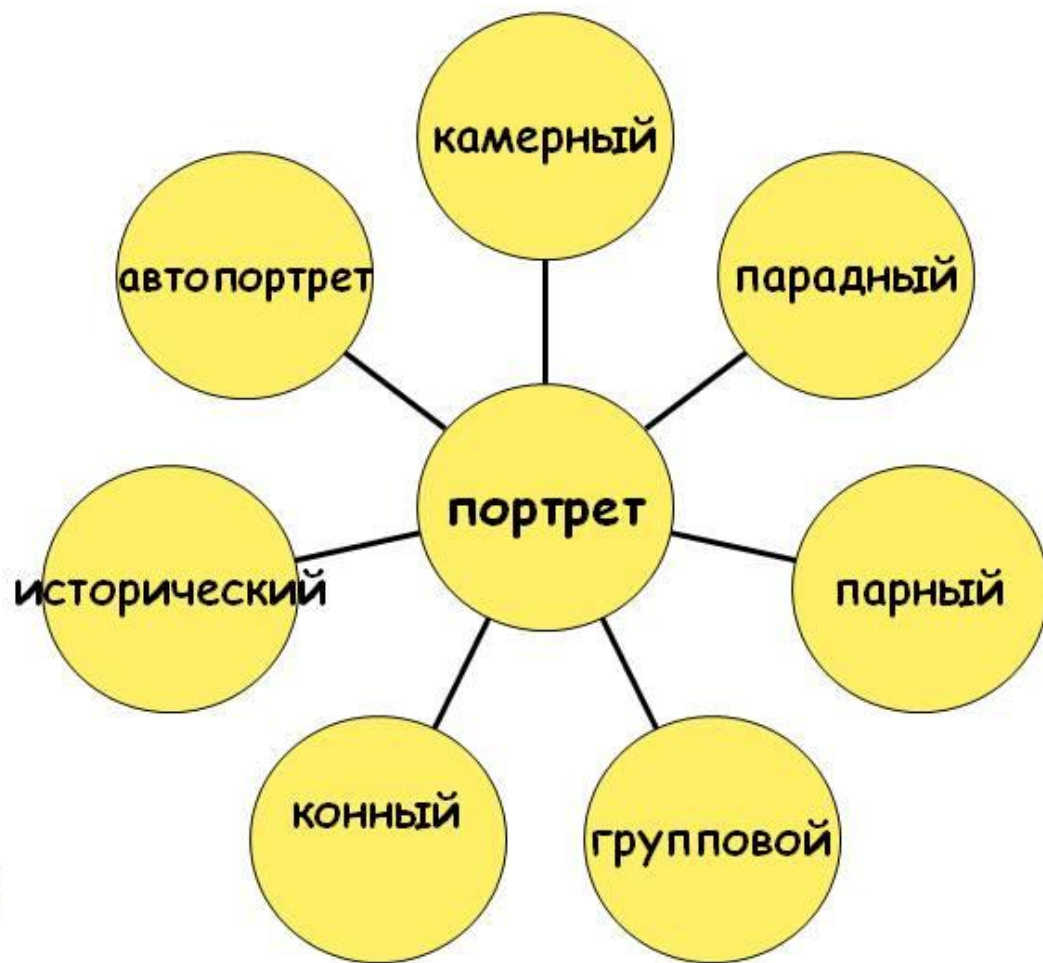 камерный
автопортрет
парадный
портрет
исторический
парный
конный
групповой